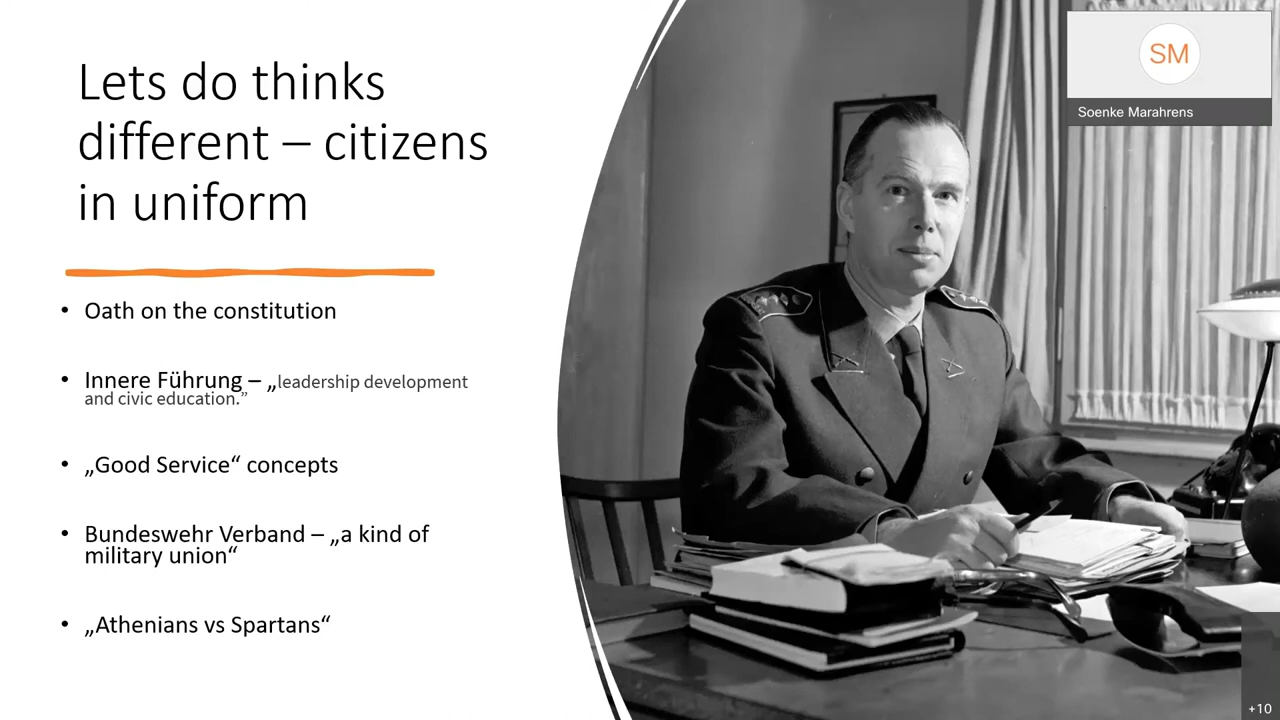 Lets do thinks
different – citizens
in uniform
• Oath on the constitution
• Innere Führung – „leadership development
and civic education.”
• „Good Service“ concepts
• Bundeswehr Verband – „a kind of
military union“
• „Athenians vs Spartans“
SM
Soenke Marahrens
+10